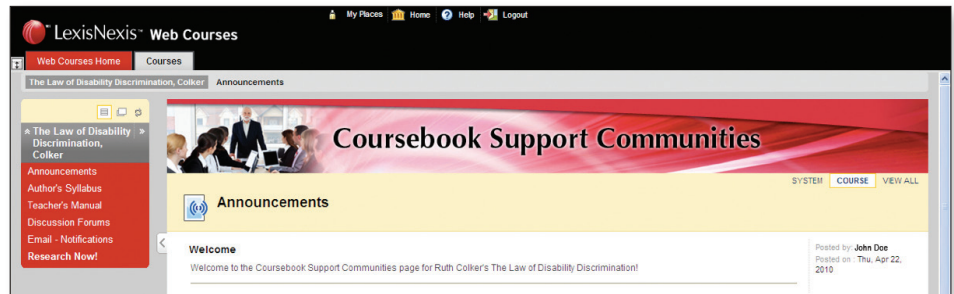 My Places Home Help Logout
LexisNexis™ Web Courses
Web Courses Home Courses
The Law of Disability Discrimination, Colker Announcements
The Law of Disability
Discrimination,
Colker
Announcements
Author's Syllabus
Teacher's Manual
Discussion Forums
Email - Notifications
Research Now!
Coursebook Support Communities
SYSTEM COURSE VIEW ALL
Announcements
Welcome
Welcome to the Coursebook Support Communities page for Ruth Colker's The Law of Disability Discrimination!
Posted by: John Doe
Posted on : Thu, Apr 22,
2010